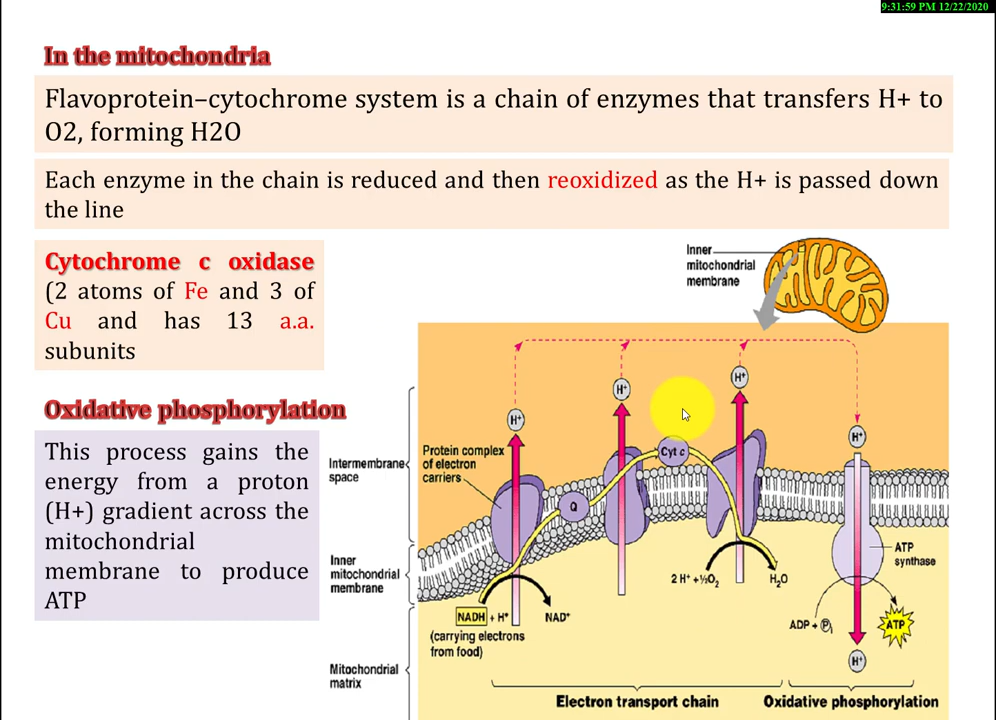 9:31:59 PM 12/22/2020
In the mitochondria
Flavoprotein–cytochrome system is a chain of enzymes that transfers H+ to
O2, forming H2O
Each enzyme in the chain is reduced and then reoxidized as the H+ is passed down
the line
Cytochrome c oxidase
(2 atoms of Fe and 3 of
Cu and has 13 a.a.
subunits
Oxidative phosphorylation
This process gains the
energy from a proton
(H+) gradient across the
mitochondrial
membrane to produce
ATP
Inner
mitochondrial
membrane
H+
H+
H+
H+
Intermembrane
space
Protein complex
of electron
carriers
Cyt c
Q
Inner
mitochondrial
membrane
ATP
synthase
2 H+ + ½O2
H2O
NADH + H+
NAD+
(carrying electrons
from food)
ADP + Pi
ATP
H+
Mitochondrial
matrix
Electron transport chain
Oxidative phosphorylation